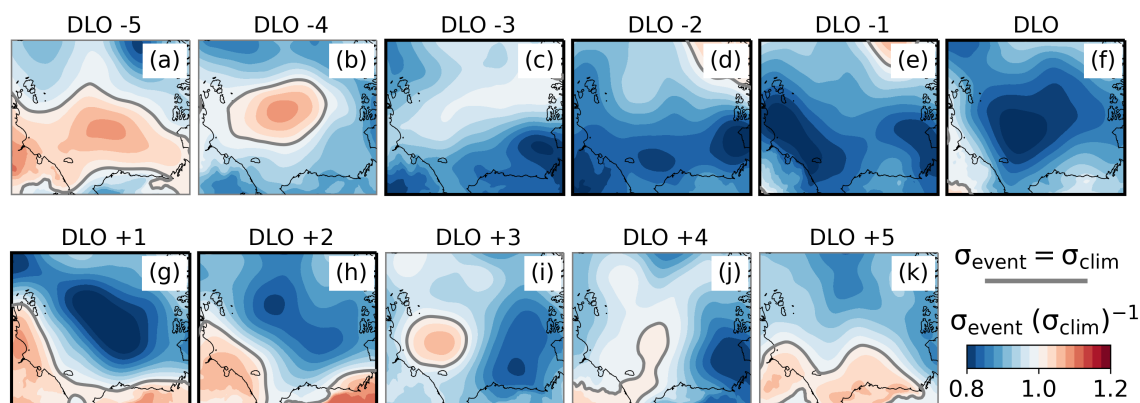 DLO -5 DLO -4 DLO -3 DLO -2 DLO -1 DLO
(a) (b) (c) (d) (e) (f)
DLO +1 DLO +2 DLO +3 DLO +4 DLO +5
(g) (h) (i) (j) (k)
σevent = σclim
σevent (σclim)−1
0.8 1.0 1.2